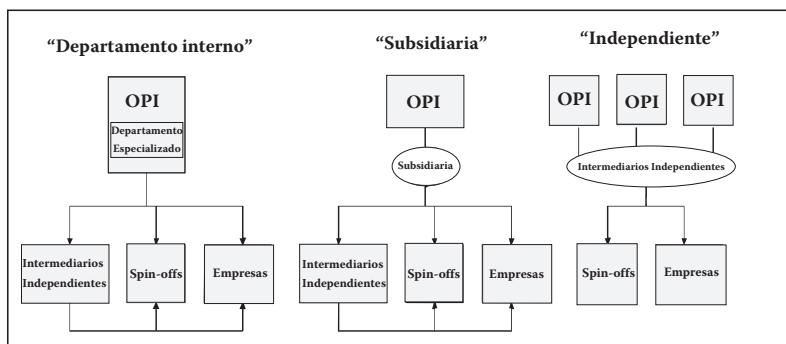 “Departamento interno”
“Subsidiaria”
“Independiente”
OPI
Departamento
Especializado
OPI
OPI
OPI
OPI
Subsidiaria
Intermediarios Independientes
Intermediarios
Independientes
Spin-offs
Empresas
Intermediarios
Independientes
Spin-offs
Empresas
Spin-offs
Empresas